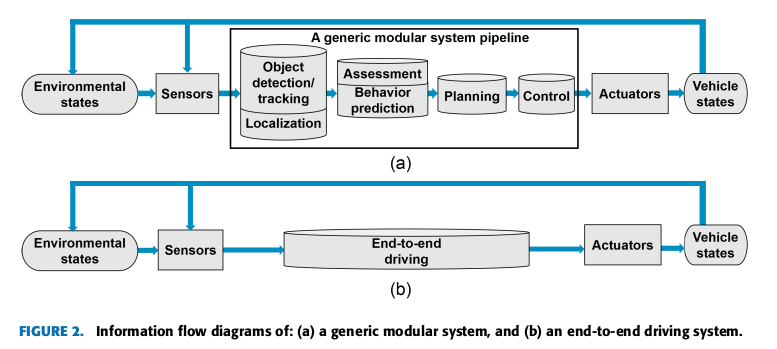 A generic modular system pipeline
Environmental
states
Sensors
Object
detection/
tracking
Localization
Assessment
Behavior
prediction
Planning
Control
Actuators
Vehicle
states
(a)
Environmental
states
Sensors
End-to-end
driving
Actuators
Vehicle
states
(b)
FIGURE 2. Information flow diagrams of: (a) a generic modular system, and (b) an end-to-end driving system.